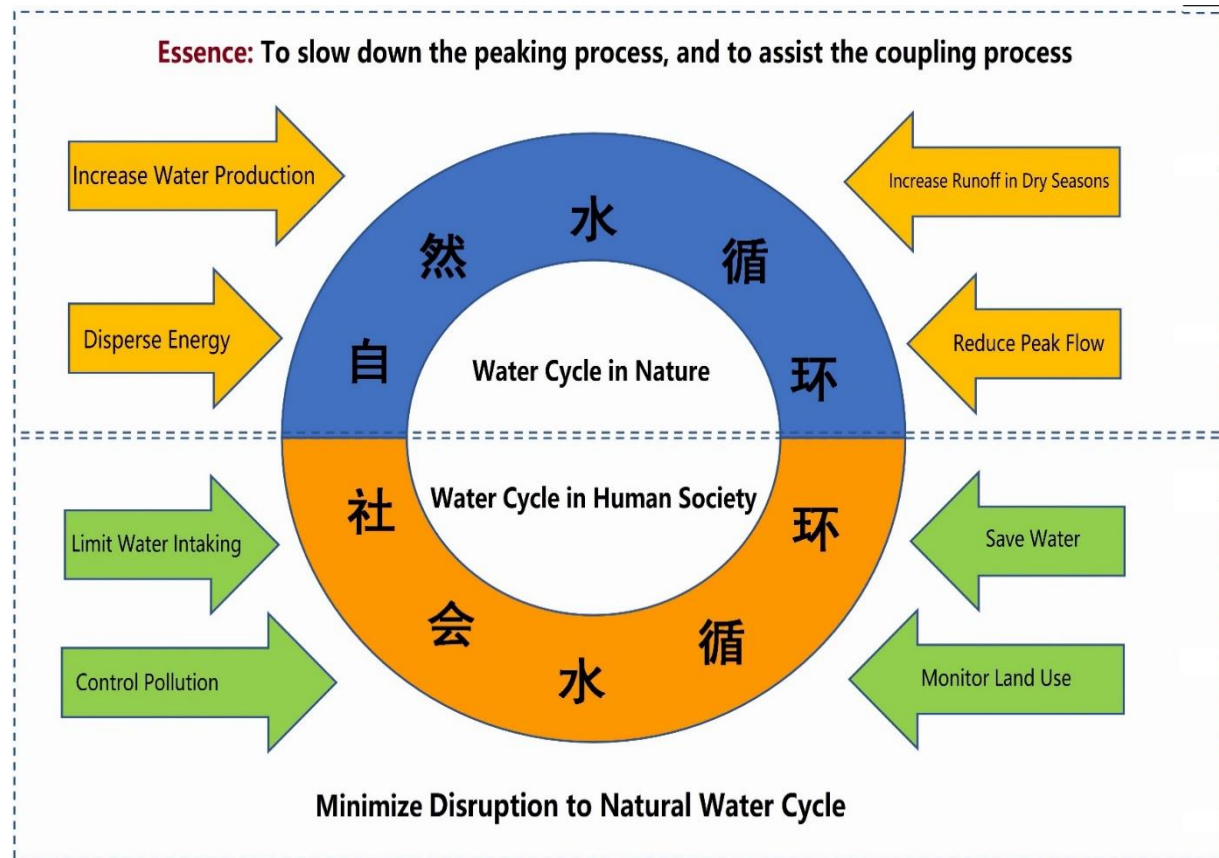 Essence: To slow down the peaking process, and to assist the coupling process
Increase Water Production
Increase Runoff in Dry Seasons
自然水循环
Disperse Energy
Reduce Peak Flow
Water Cycle in Nature
Water Cycle in Human Society
社会水循环
Limit Water Intaking
Save Water
Control Pollution
Monitor Land Use
Minimize Disruption to Natural Water Cycle